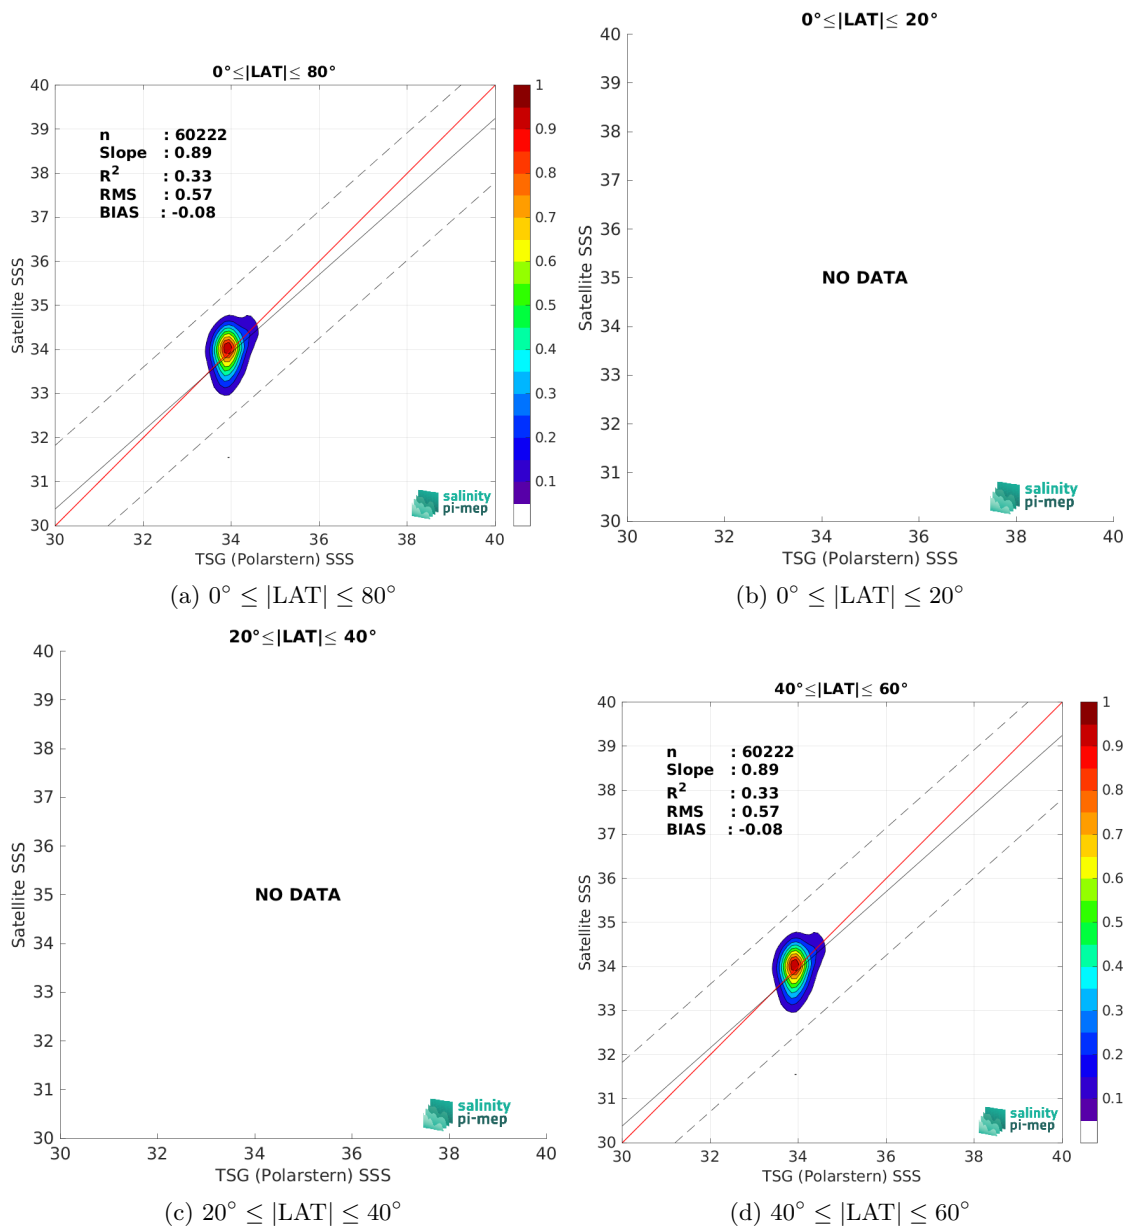 0°≤|LAT|≤ 80°
40
39
38
37
36
35
34
33
32
31
30
30
32
34
36
38
40
Satellite SSS
TSG (Polarstern) SSS
n : 60222
Slope : 0.89
R² : 0.33
RMS : 0.57
BIAS : -0.08
1
0.9
0.8
0.7
0.6
0.5
0.4
0.3
0.2
0.1
salinity
pi-mep
(a) 0° ≤ |LAT| ≤ 80°
0°≤|LAT|≤ 20°
40
39
38
37
36
35
34
33
32
31
30
30
32
34
36
38
40
Satellite SSS
TSG (Polarstern) SSS
NO DATA
salinity
pi-mep
(b) 0° ≤ |LAT| ≤ 20°
20°≤|LAT|≤ 40°
40
39
38
37
36
35
34
33
32
31
30
30
32
34
36
38
40
Satellite SSS
TSG (Polarstern) SSS
NO DATA
salinity
pi-mep
(c) 20° ≤ |LAT| ≤ 40°
40°≤|LAT|≤ 60°
40
39
38
37
36
35
34
33
32
31
30
30
32
34
36
38
40
Satellite SSS
TSG (Polarstern) SSS
n : 60222
Slope : 0.89
R² : 0.33
RMS : 0.57
BIAS : -0.08
1
0.9
0.8
0.7
0.6
0.5
0.4
0.3
0.2
0.1
salinity
pi-mep
(d) 40° ≤ |LAT| ≤ 60°